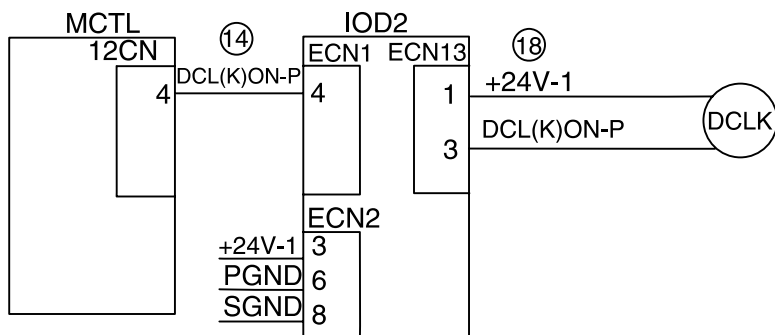 MCTL
IOD2
12CN
14
ECN1
ECN13
18
4
DCL(K)ON-P
4
1
+24V-1
DCLK
3
DCL(K)ON-P
ECN2
+24V-1
3
PGND
6
SGND
8